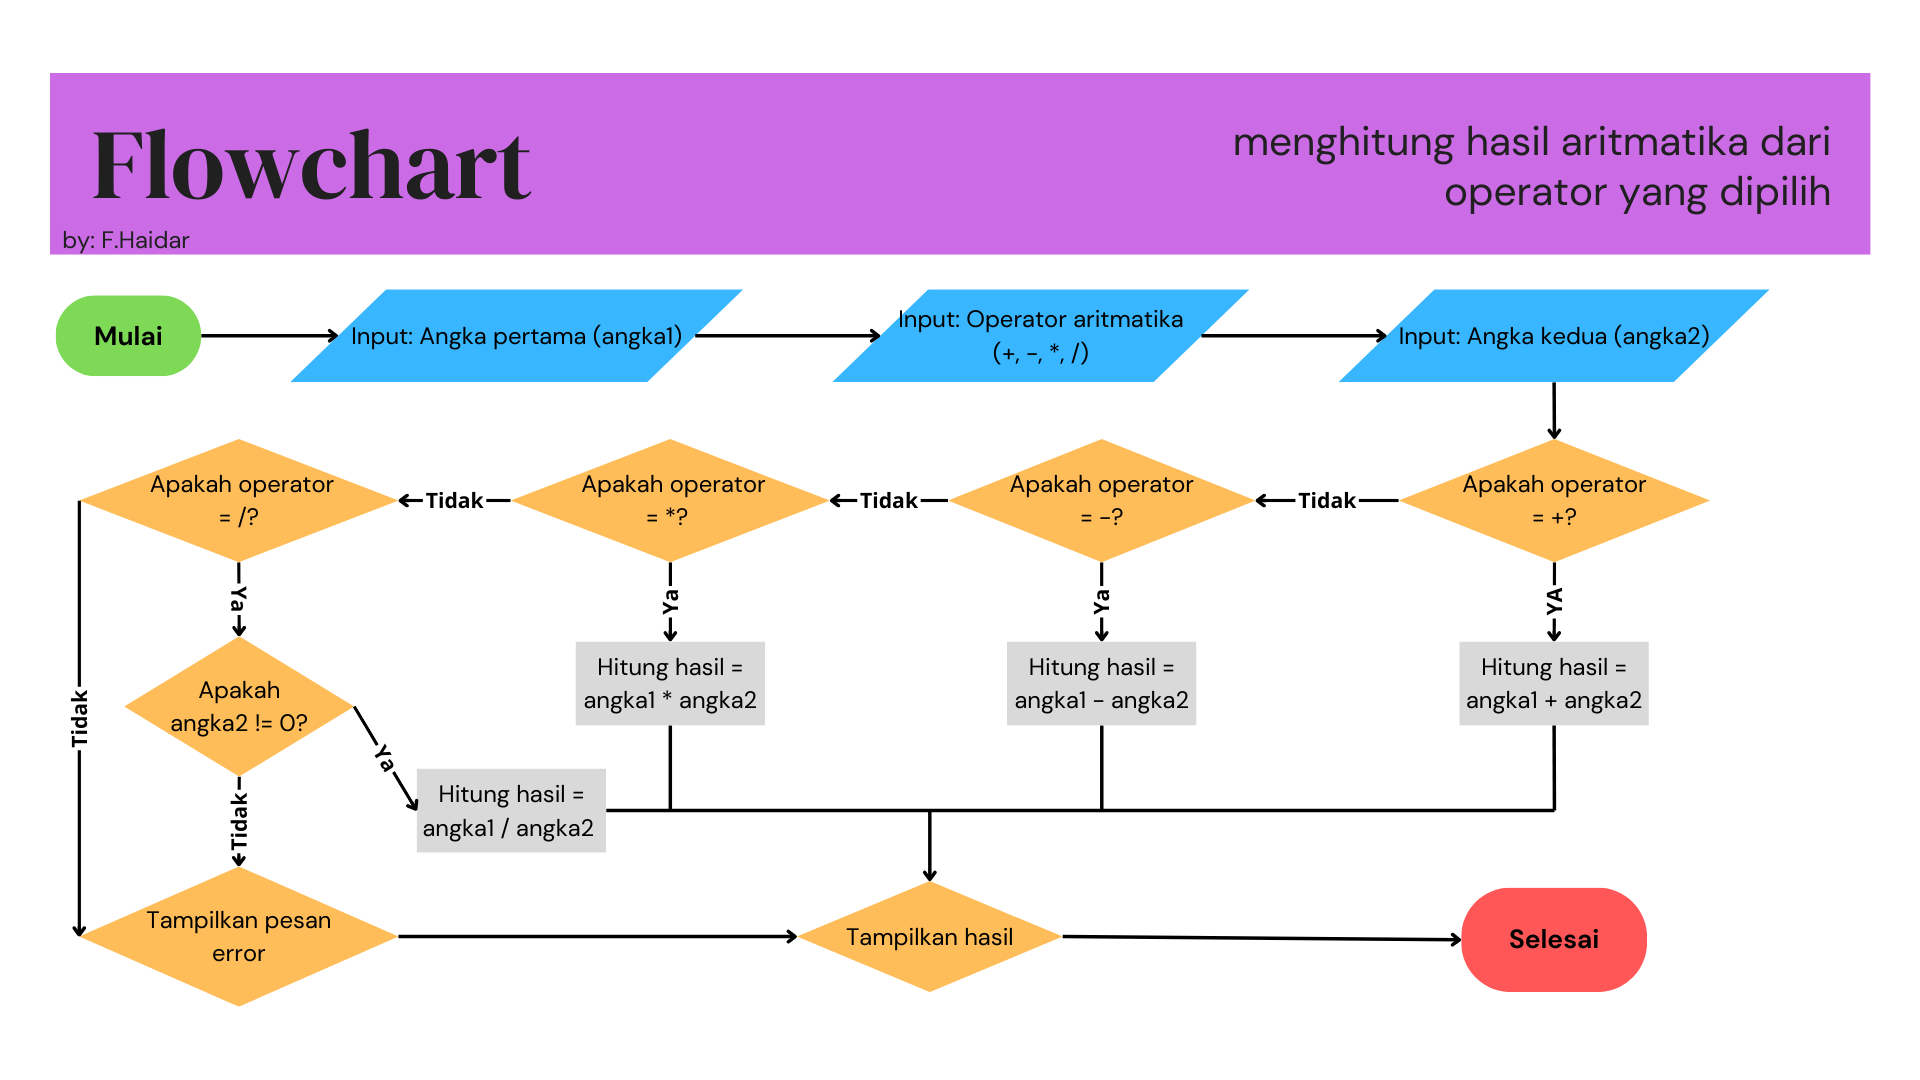 Flowchart
menghitung hasil aritmatika dari
operator yang dipilih
by: F.Haidar
Mulai
Input: Angka pertama (angka1)
Input: Operator aritmatika
(+, -, *, /)
Input: Angka kedua (angka2)
Apakah operator
= /?
Tidak
Apakah operator
= *?
Tidak
Apakah operator
= -?
Tidak
Apakah operator
= +?
Ya
Ya
Ya
YA
Tidak
Apakah
angka2 != 0?
Ya
Hitung hasil =
angka1 * angka2
Hitung hasil =
angka1 - angka2
Hitung hasil =
angka1 + angka2
Tidak
Hitung hasil =
angka1 / angka2
Tampilkan pesan
error
Tampilkan hasil
Selesai